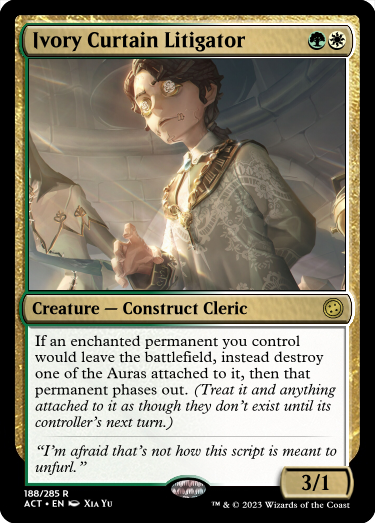 Ivory Curtain Litigator
Creature — Construct Cleric
If an enchanted permanent you control
would leave the battlefield, instead destroy
one of the Auras attached to it, then that
permanent phases out. (Treat it and anything
attached to it as though they don't exist until its
controller's next turn.)
“I'm afraid that's not how this script is meant to
unfurl.”
3/1
188/285 R
ACT • EN Xia Yu
™ & © 2023 Wizards of the Coast